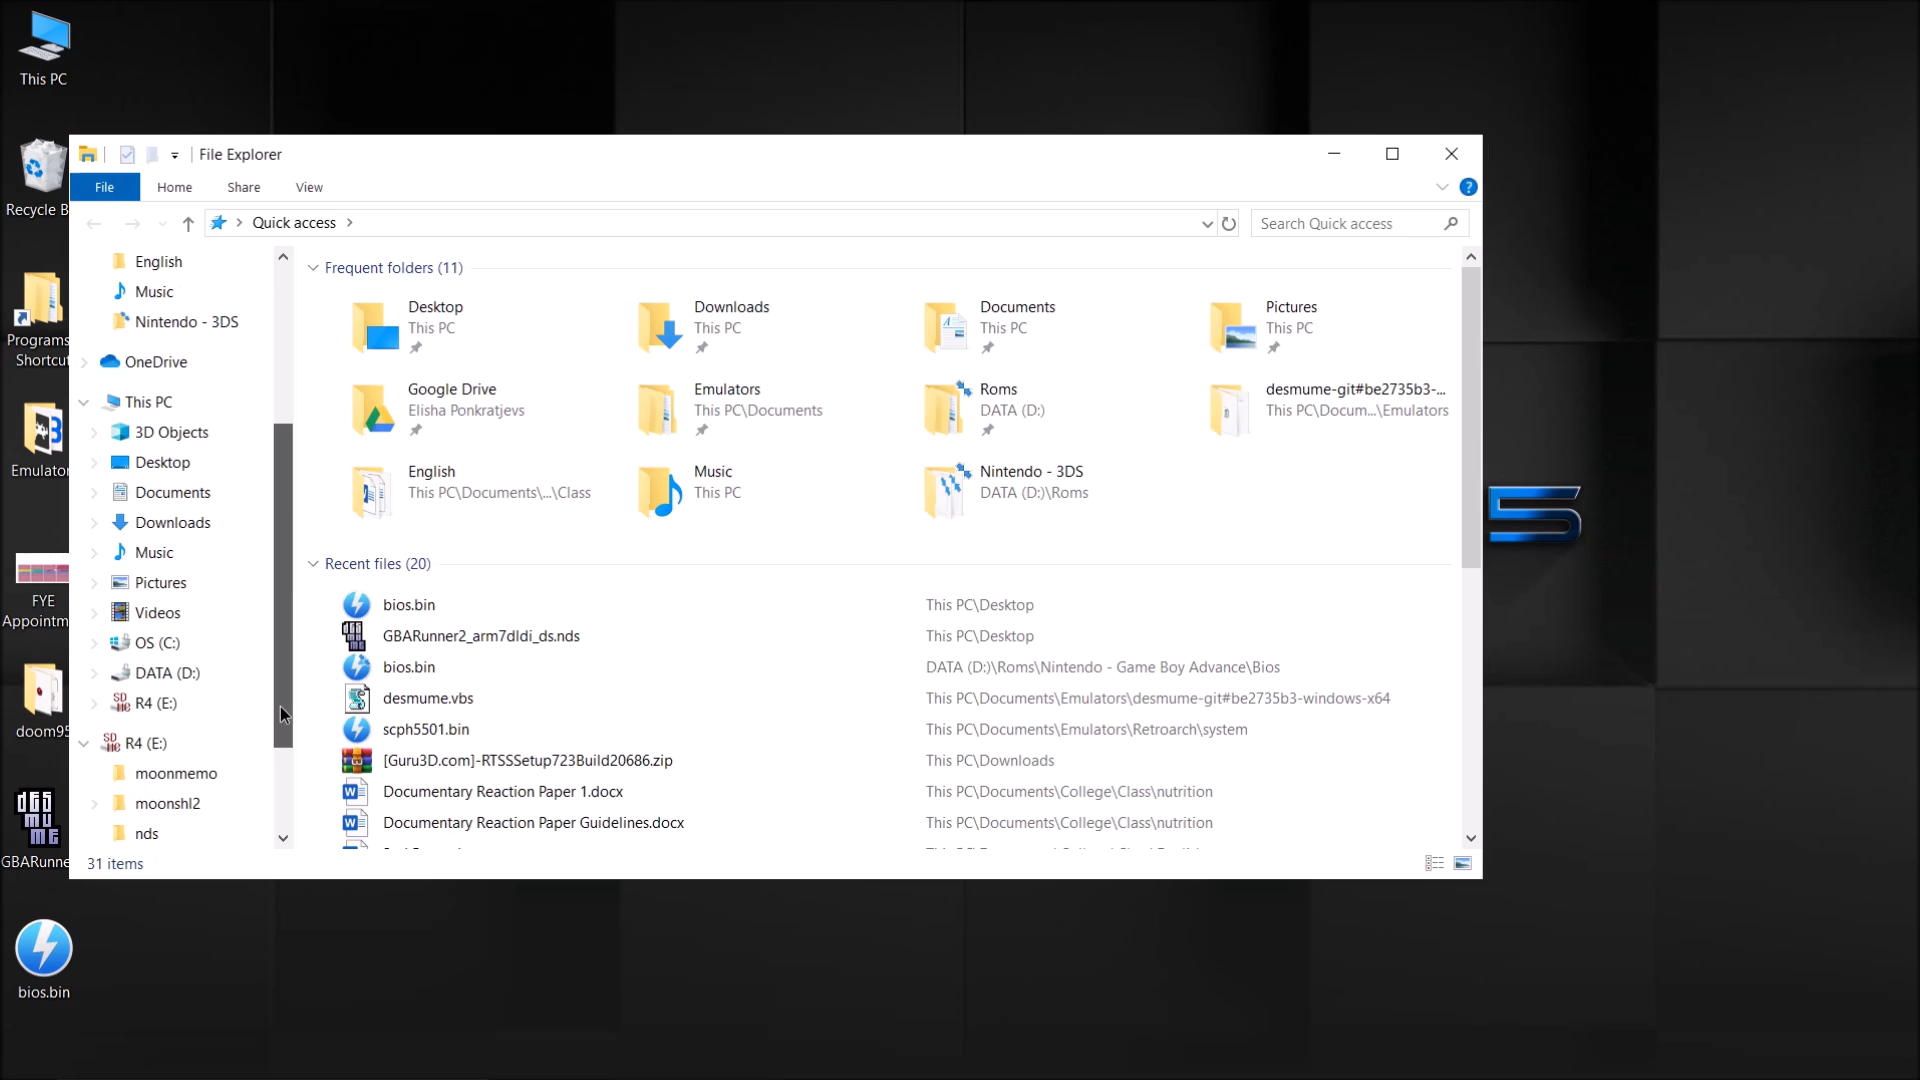 This PC
Recycle B
Programs
Shortcut
Emulator
FYE
Appointm
doom95
GBARunne
bios.bin
File Explorer
File
Home
Share
View
Quick access
Search Quick access
English
Music
Nintendo - 3DS
OneDrive
This PC
3D Objects
Desktop
Documents
Downloads
Music
Pictures
Videos
OS (C:)
DATA (D:)
R4 (E:)
R4 (E:)
moonmemo
moonshl2
nds
Frequent folders (11)
Desktop
This PC
Downloads
This PC
Documents
This PC
Pictures
This PC
Google Drive
Elisha Ponkratjevs
Emulators
This PC\Documents
Roms
DATA (D:)
desmume-git#be2735b3-...
This PC\Docum...\Emulators
English
This PC\Documents\...\Class
Music
This PC
Nintendo - 3DS
DATA (D:)\Roms
Recent files (20)
bios.bin This PC\Desktop
GBARunner2_arm7dldi_ds.nds This PC\Desktop
bios.bin DATA (D:)\Roms\Nintendo - Game Boy Advance\Bios
desmume.vbs This PC\Documents\Emulators\desmume-git#be2735b3-windows-x64
scph5501.bin This PC\Documents\Emulators\Retroarch\system
[Guru3D.com]-RTSSSetup723Build20686.zip This PC\Downloads
Documentary Reaction Paper 1.docx This PC\Documents\College\Class\nutrition
Documentary Reaction Paper Guidelines.docx This PC\Documents\College\Class\nutrition
31 items
5